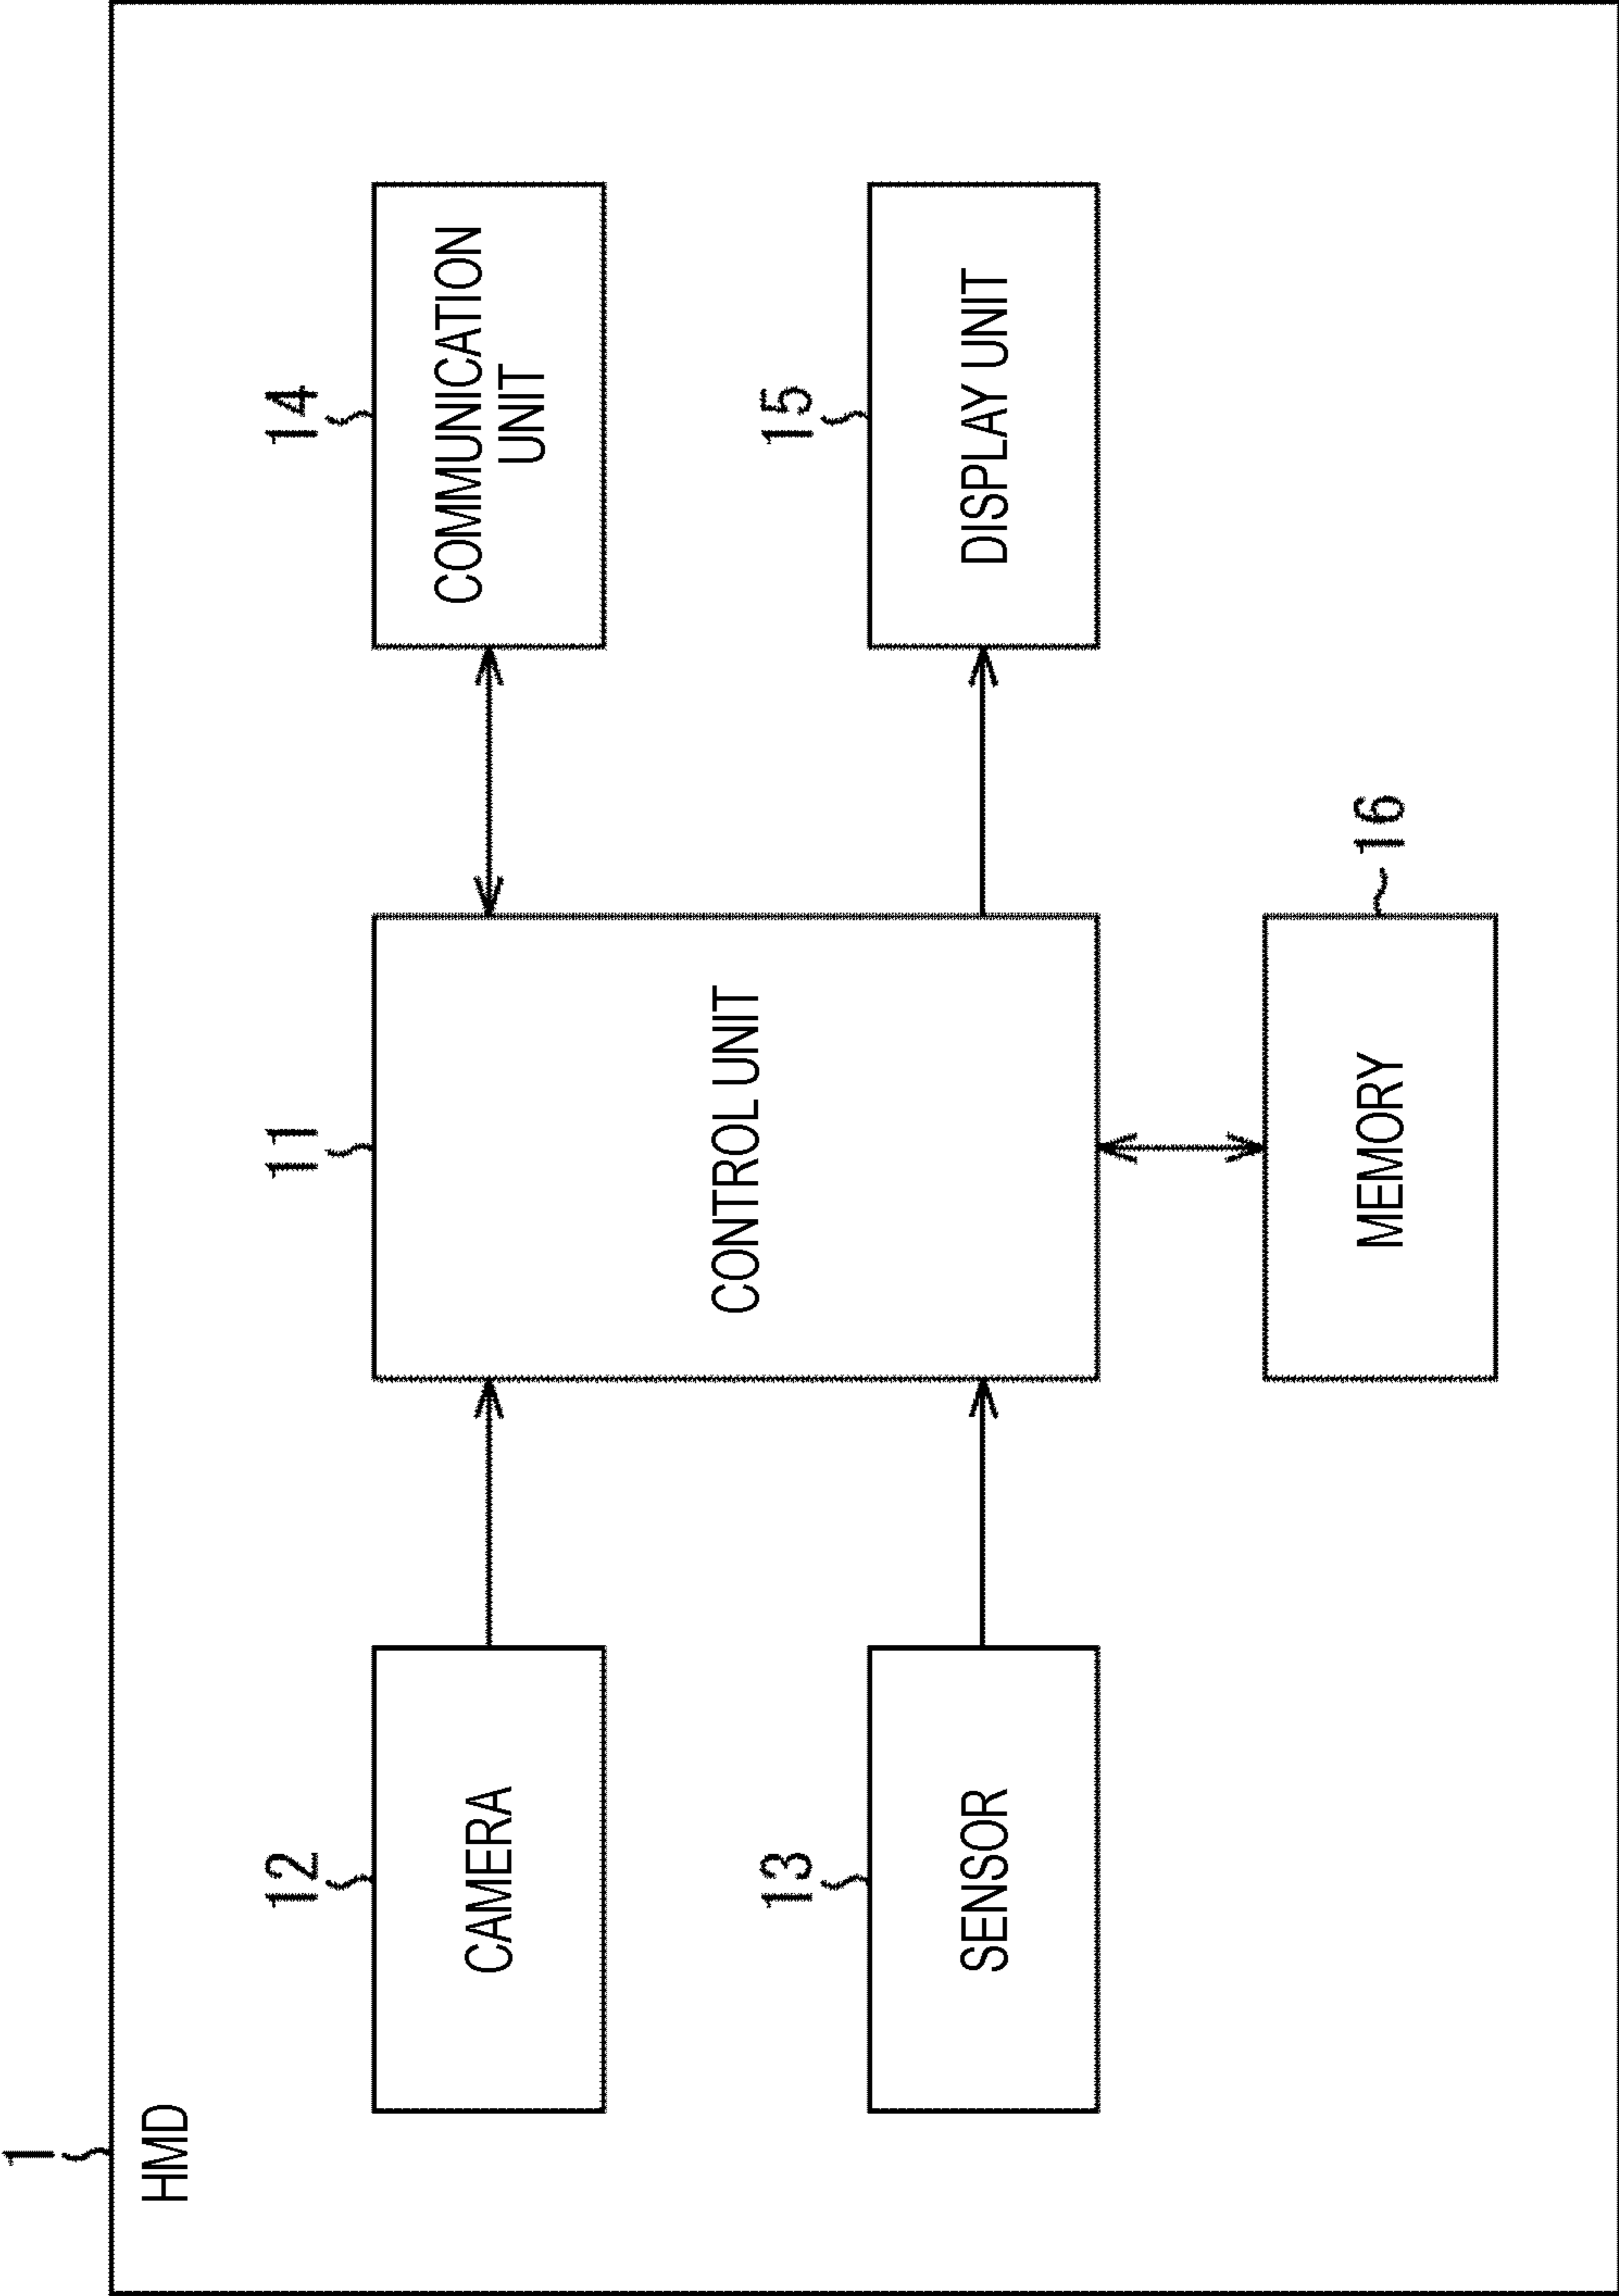 1
HMD
12
CAMERA
11
CONTROL UNIT
14
COMMUNICATION
UNIT
13
SENSOR
15
DISPLAY UNIT
16
MEMORY